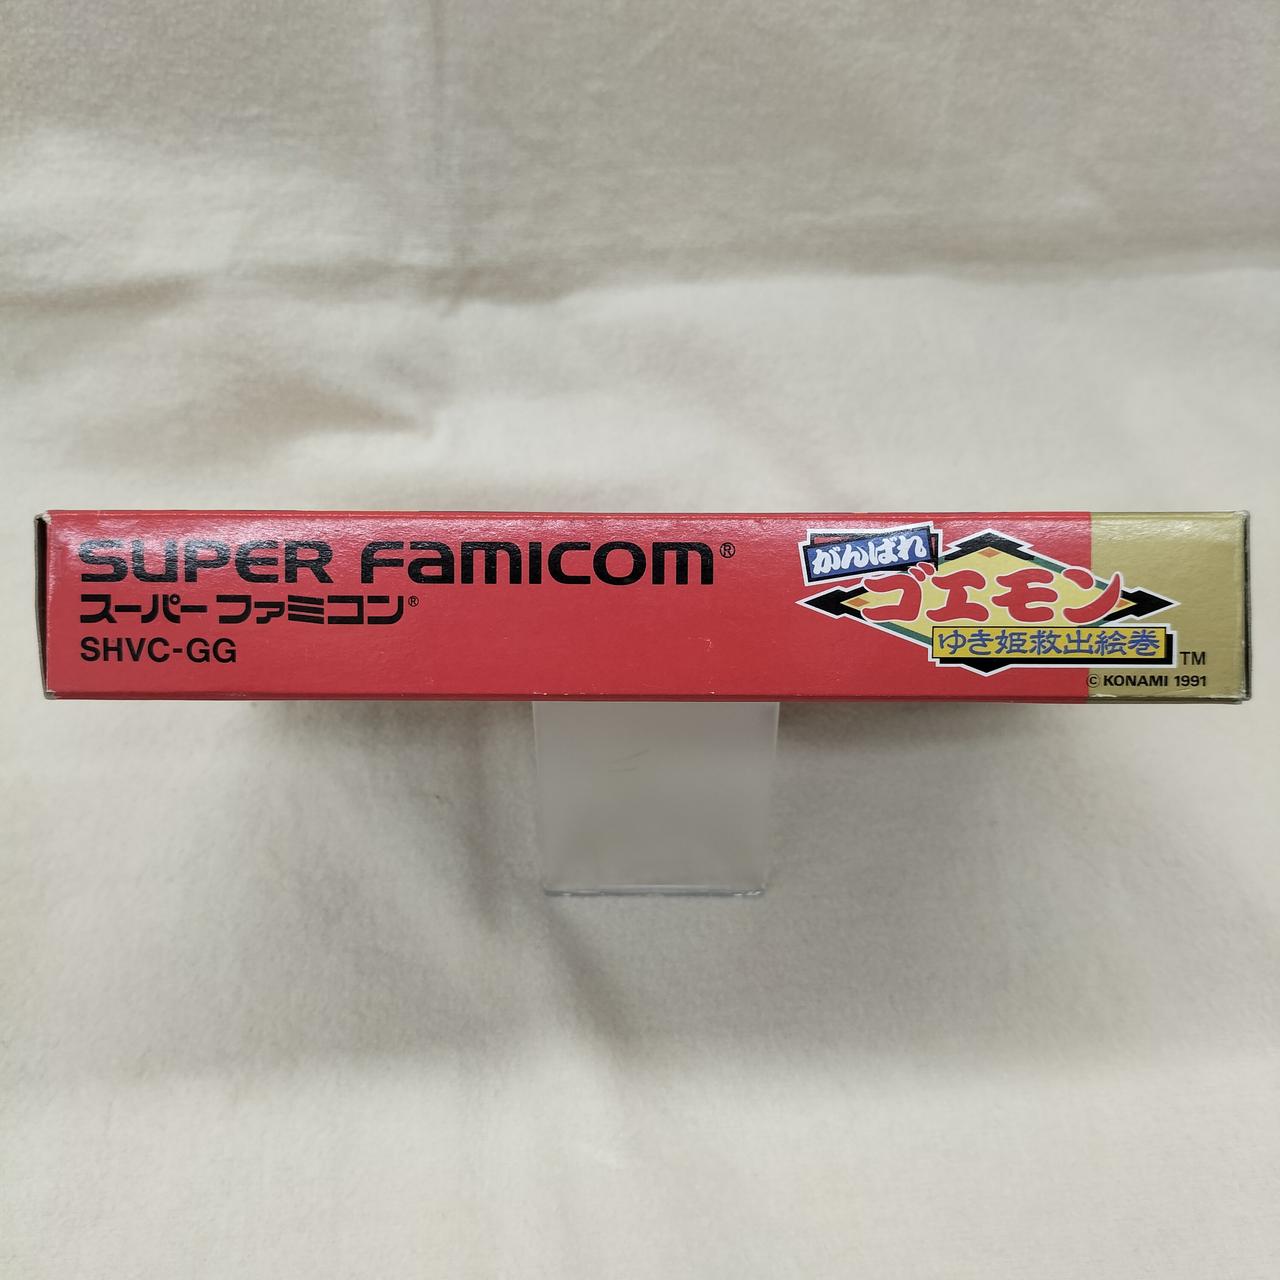 SUPER FAMICOM®
スーパーファミコン®
SHVC-GG
がんばれ
ゴエモン
ゆき姫救出絵巻
TM
© KONAMI 1991